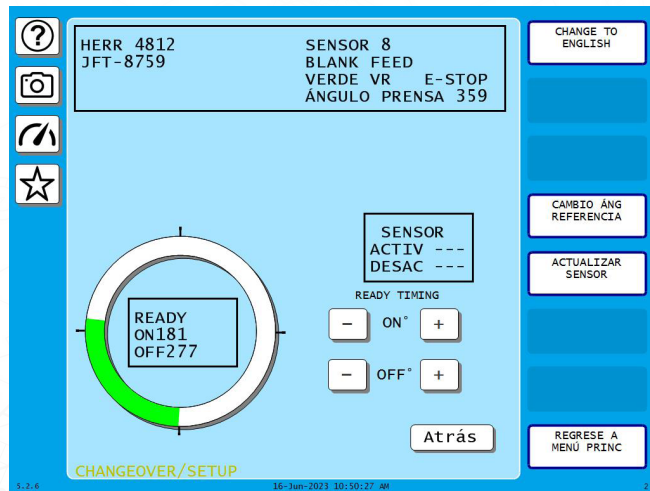 HERR 4812
JFT-8759
SENSOR 8
BLANK FEED
VERDE VR E-STOP
ÁNGULO PRENSA 359
CHANGE TO
ENGLISH
CAMBIO ÁNG
REFERENCIA
ACTUALIZAR
SENSOR
REGRESE A
MENÚ PRINC
SENSOR
ACTIV ---
DESAC ---
READY TIMING
- ON° +
- OFF° +
READY
ON181
OFF277
Atrás
CHANGEOVER/SETUP
5.2.6
16-Jun-2023 10:50:27 AM
2